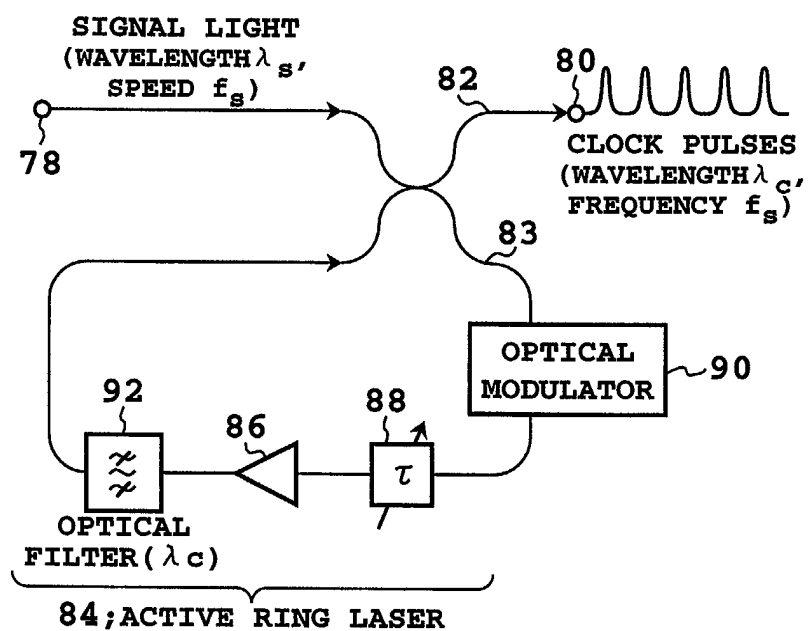 SIGNAL LIGHT
(WAVELENGTH λs,
SPEED fs)
78
82
80
CLOCK PULSES
(WAVELENGTH λc,
FREQUENCY fs)
83
OPTICAL
MODULATOR
90
92
86
88
τ
OPTICAL
FILTER(λc)
84;ACTIVE RING LASER